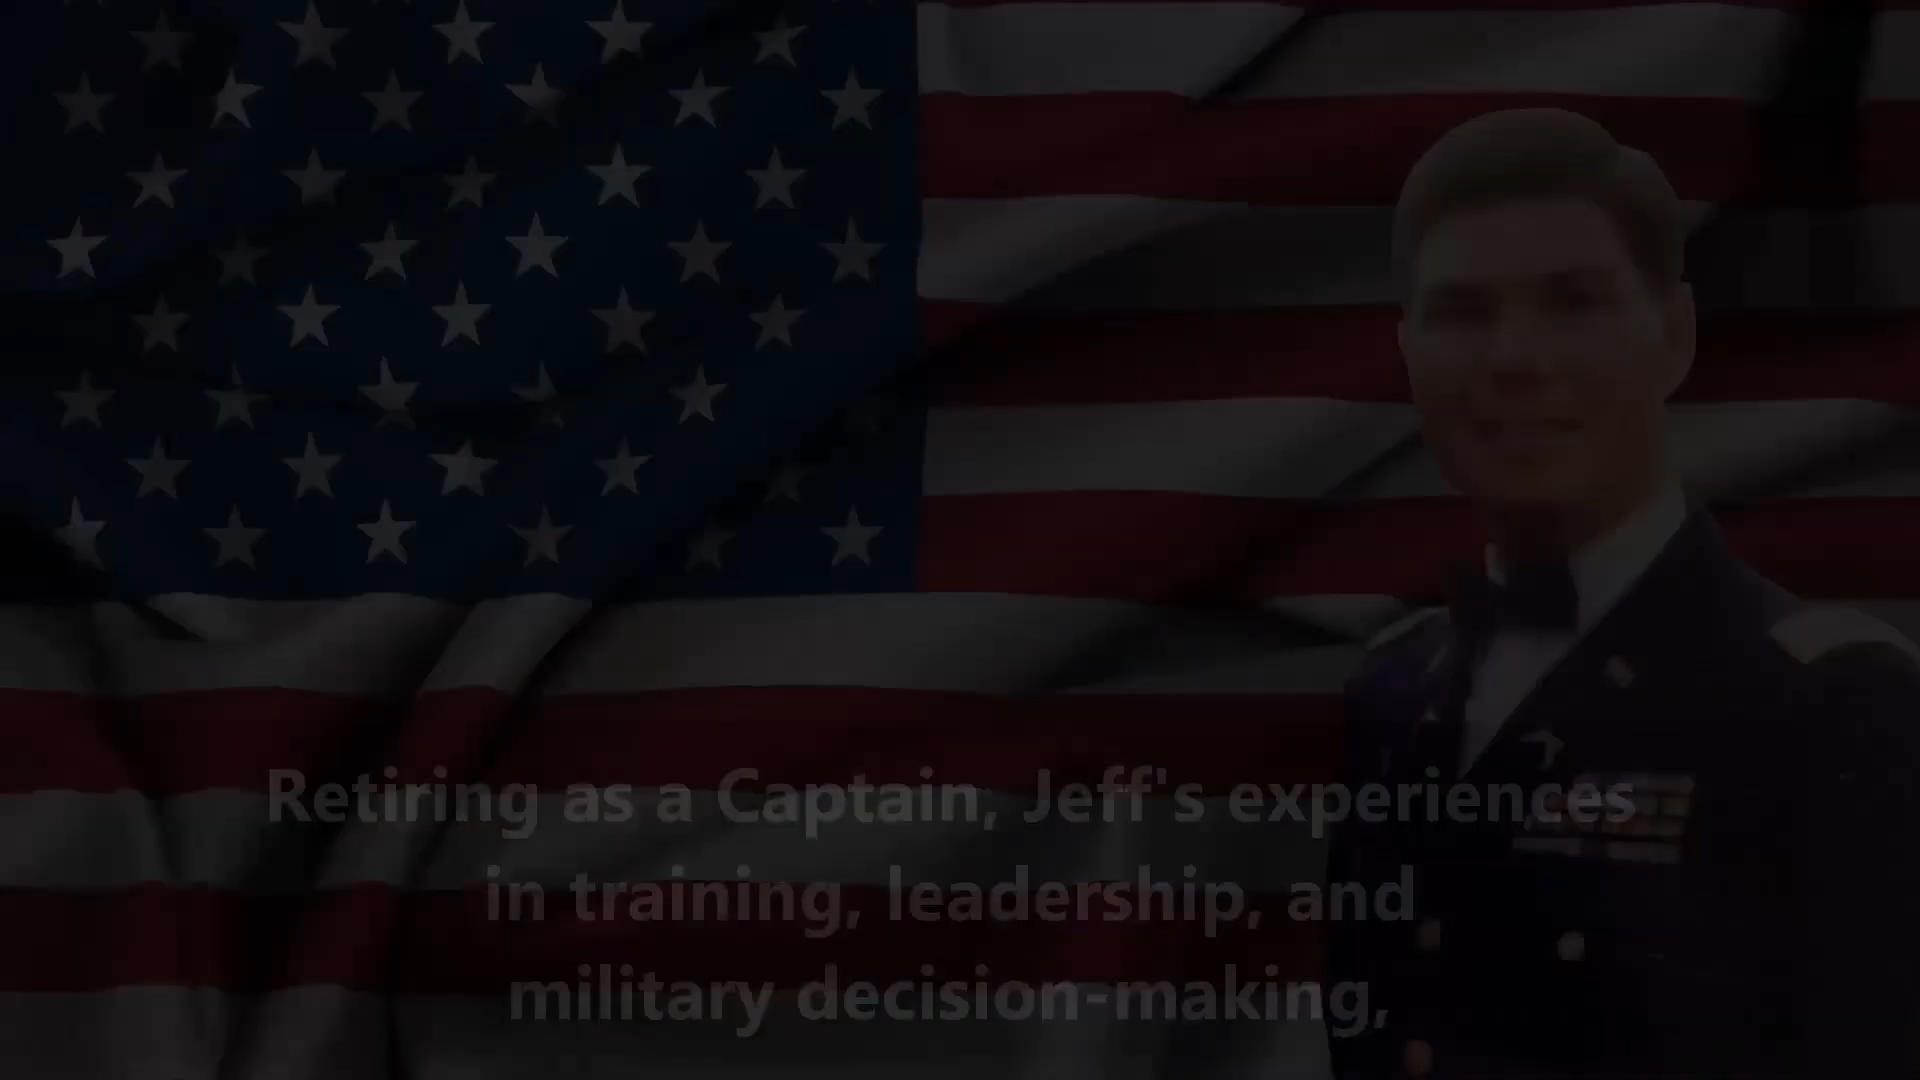 Retiring as a Captain, Jeff's experiences
in training, leadership, and
military decision-making,